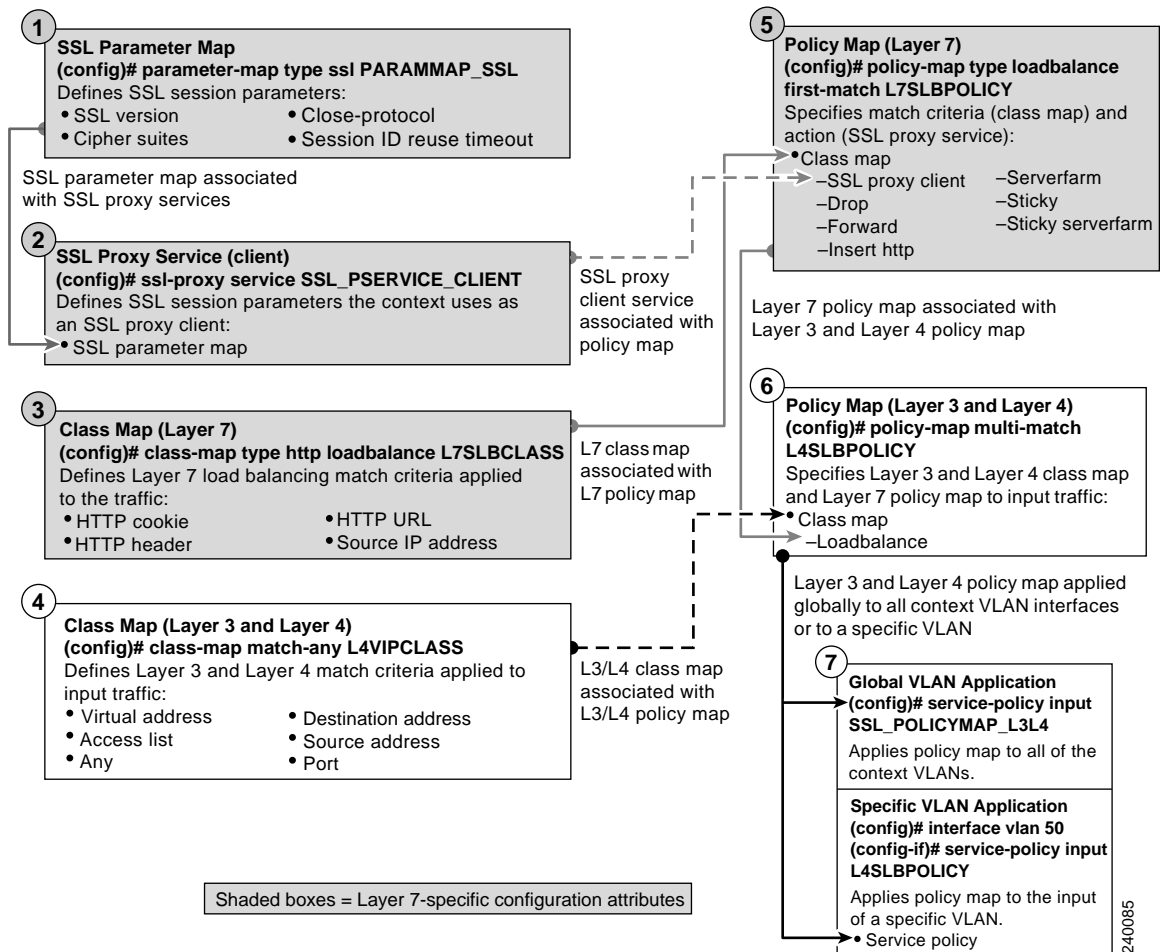 1
SSL Parameter Map
(config)# parameter-map type ssl PARAMMAP_SSL
Defines SSL session parameters:
• SSL version
• Cipher suites
• Close-protocol
• Session ID reuse timeout
SSL parameter map associated
with SSL proxy services
2
SSL Proxy Service (client)
(config)# ssl-proxy service SSL_PSERVICE_CLIENT
Defines SSL session parameters the context uses as
an SSL proxy client:
• SSL parameter map
SSL proxy
client service
associated with
policy map
3
Class Map (Layer 7)
(config)# class-map type http loadbalance L7SLBCLASS
Defines Layer 7 load balancing match criteria applied
to the traffic:
• HTTP cookie
• HTTP header
• HTTP URL
• Source IP address
L7 class map
associated with
L7 policy map
4
Class Map (Layer 3 and Layer 4)
(config)# class-map match-any L4VIPCLASS
Defines Layer 3 and Layer 4 match criteria applied to
input traffic:
• Virtual address
• Access list
• Any
• Destination address
• Source address
• Port
L3/L4 class map
associated with
L3/L4 policy map
5
Policy Map (Layer 7)
(config)# policy-map type loadbalance
first-match L7SLBPOLICY
Specifies match criteria (class map) and
action (SSL proxy service):
• Class map
–SSL proxy client
–Drop
–Forward
–Insert http
–Serverfarm
–Sticky
–Sticky serverfarm
Layer 7 policy map associated with
Layer 3 and Layer 4 policy map
6
Policy Map (Layer 3 and Layer 4)
(config)# policy-map multi-match
L4SLBPOLICY
Specifies Layer 3 and Layer 4 class map
and Layer 7 policy map to input traffic:
• Class map
–Loadbalance
Layer 3 and Layer 4 policy map applied
globally to all context VLAN interfaces
or to a specific VLAN
7
Global VLAN Application
(config)# service-policy input
SSL_POLICYMAP_L3L4
Applies policy map to all of the
context VLANs.
Specific VLAN Application
(config)# interface vlan 50
(config-if)# service-policy input
L4SLBPOLICY
Applies policy map to the input
of a specific VLAN.
• Service policy
Shaded boxes = Layer 7-specific configuration attributes
240085